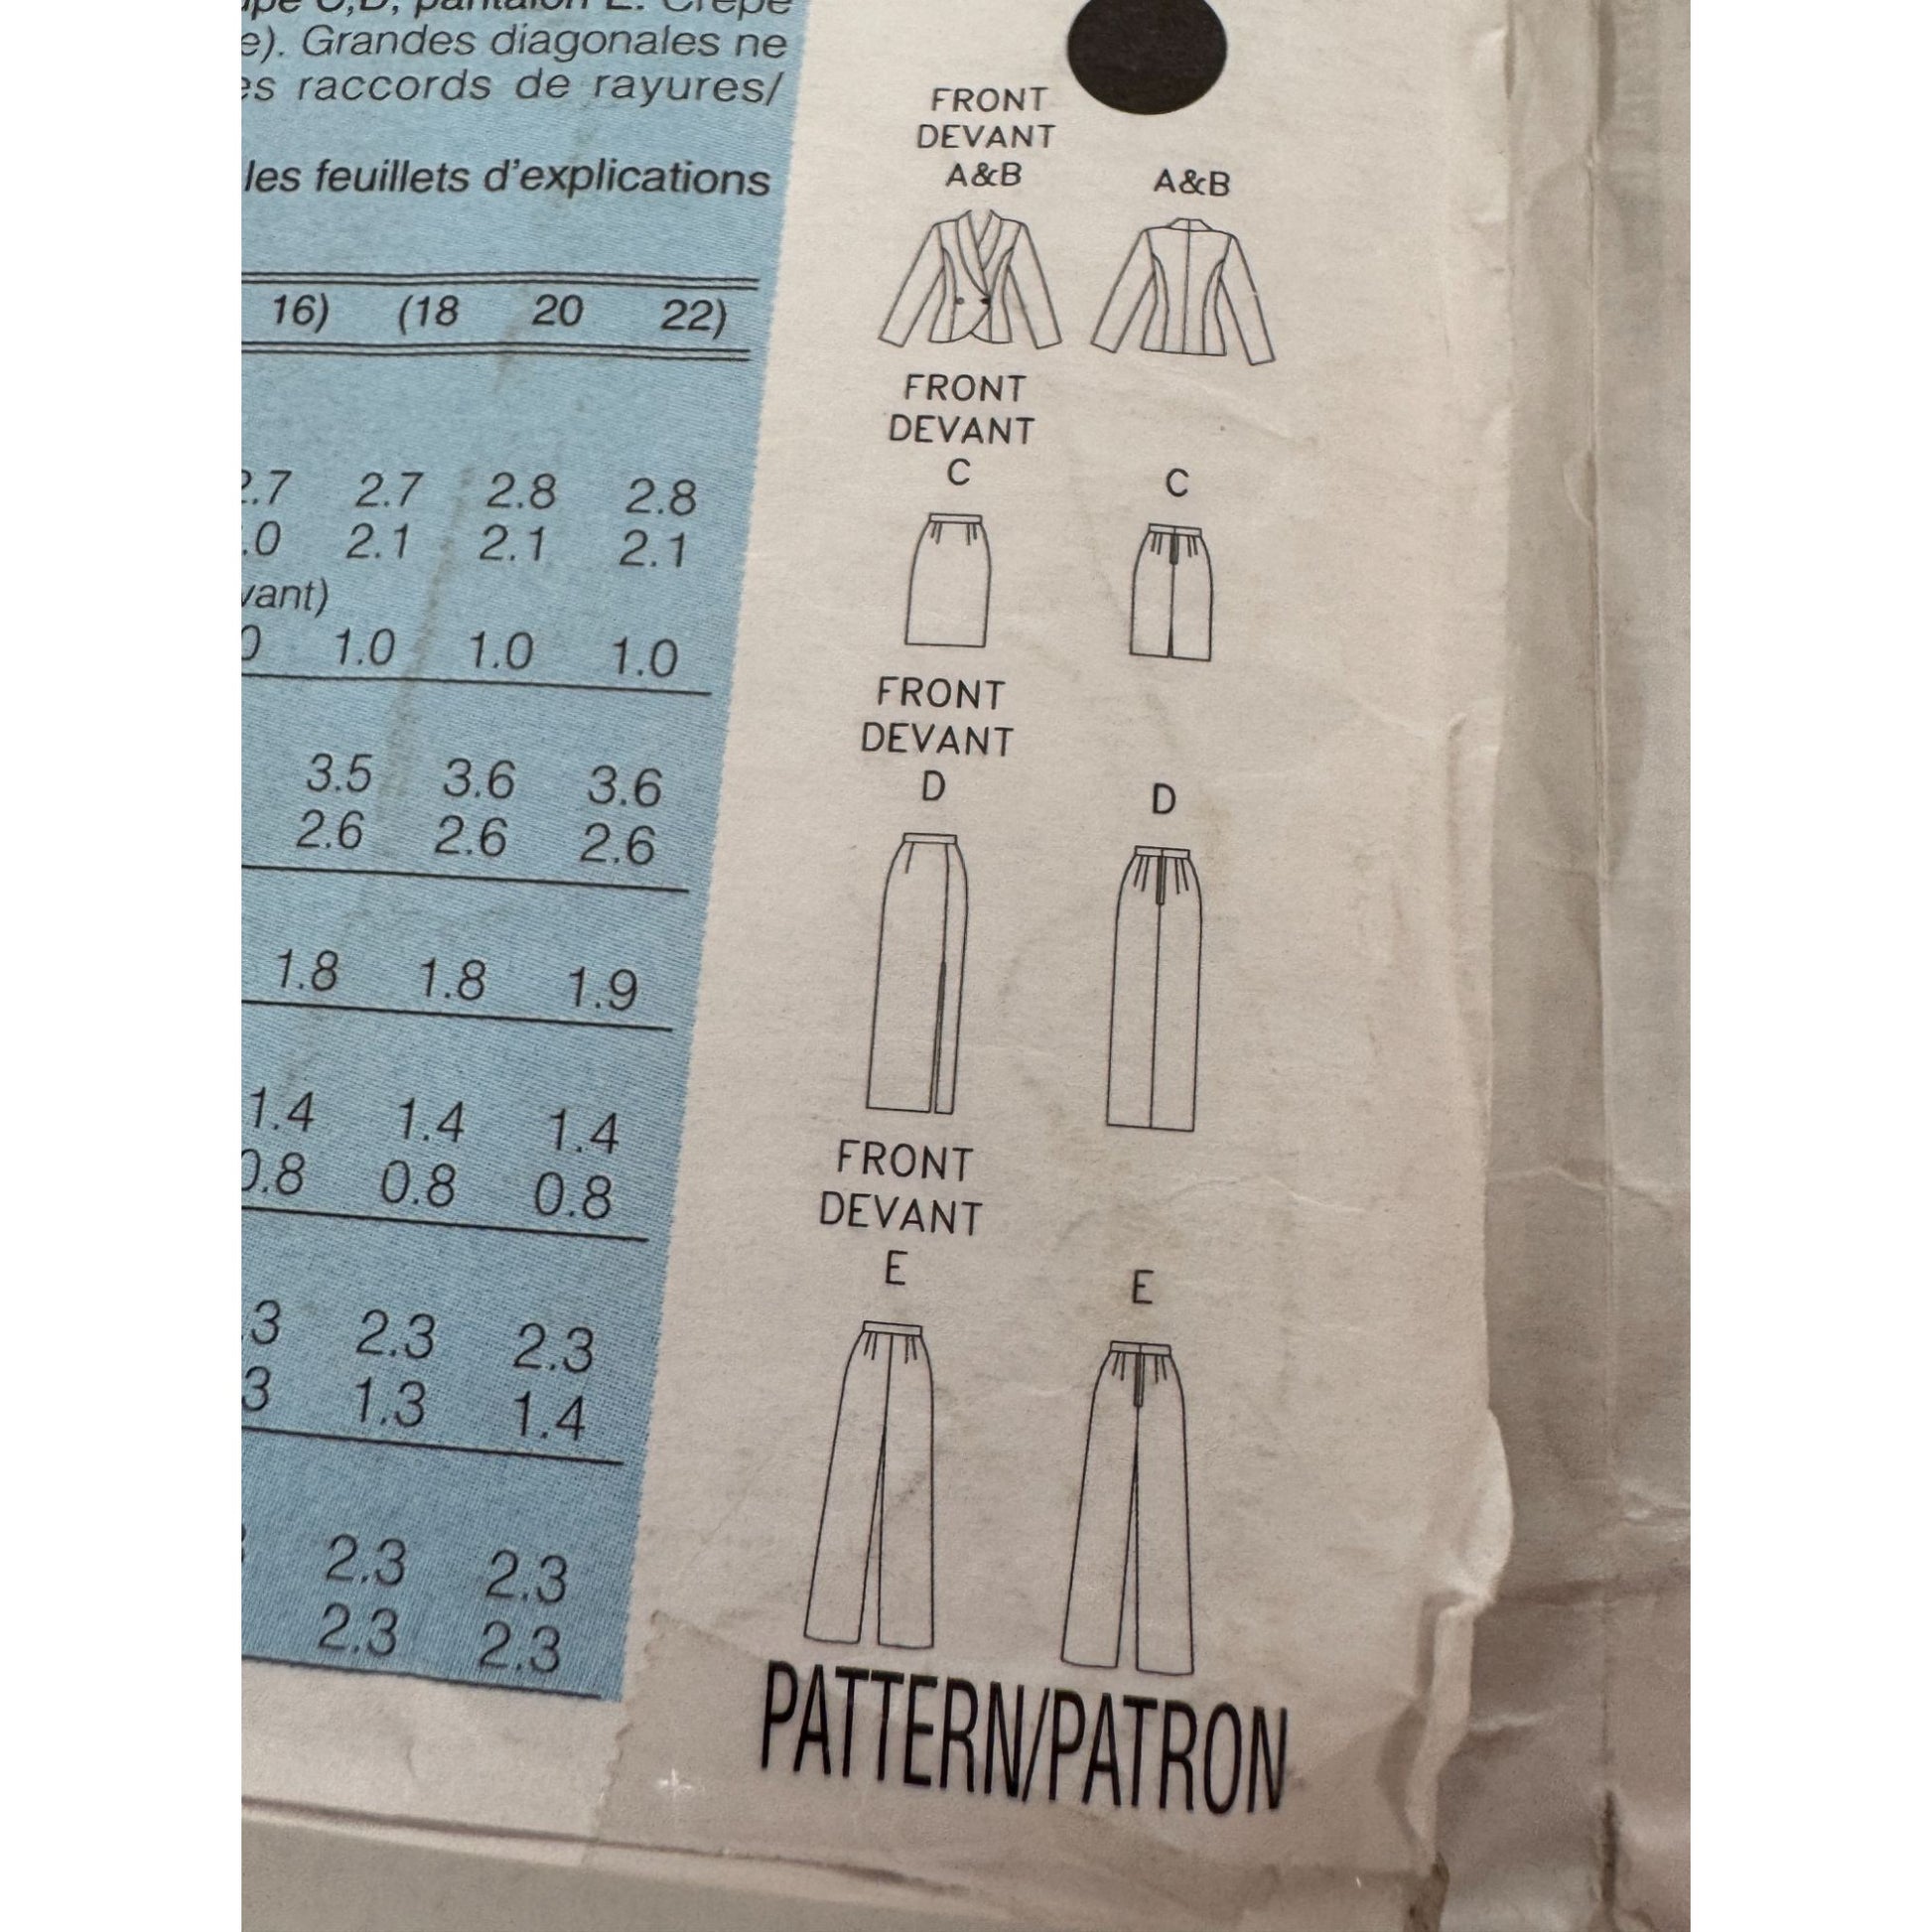 pantalon E. Crêpe
Grandes diagonales ne
raccords de rayures/
les feuillets d'explications
16) (18 20 22)
2.7 2.8 2.8
2.1 2.1 2.1
1.0 1.0 1.0
3.5 3.6 3.6
2.6 2.6 2.6
1.8 1.8 1.9
1.4 1.4 1.4
0.8 0.8
2.3 2.3
1.3 1.4
2.3 2.3
2.3 2.3
FRONT
DEVANT
A&B A&B
FRONT
DEVANT
C C
FRONT
DEVANT
D D
FRONT
DEVANT
E E
PATTERN/PATRON